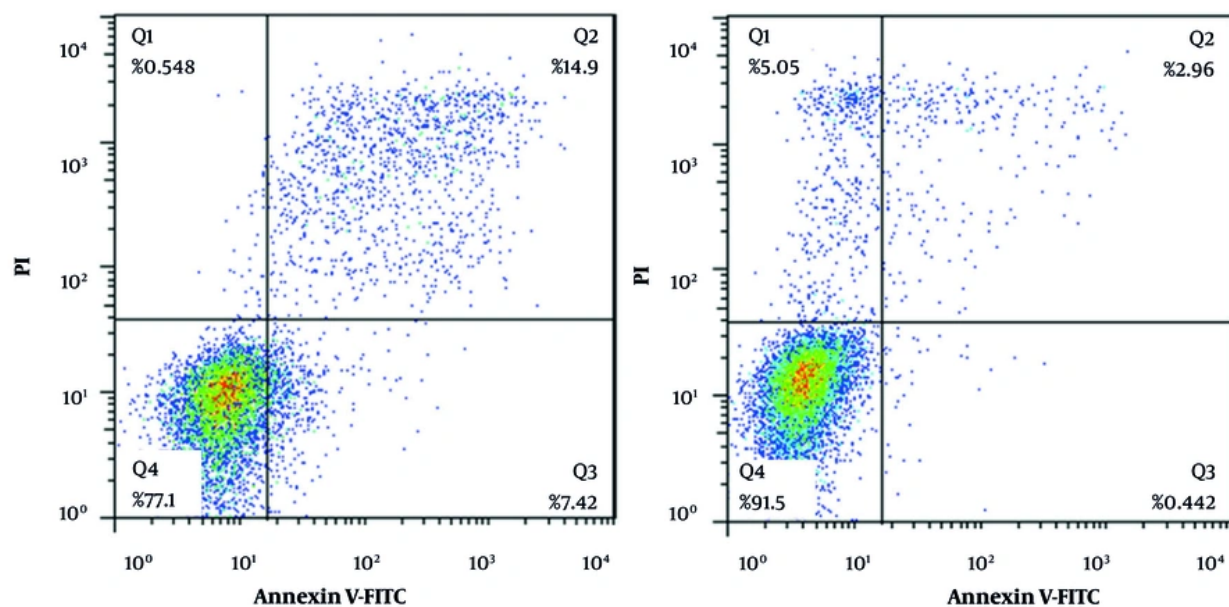 Q1
%0.548
Q2
%14.9
10⁴
10³
10²
10¹
10⁰
PI
Q4
%77.1
Q3
%7.42
10⁰ 10¹ 10² 10³ 10⁴
Annexin V-FITC
Q1
%5.05
Q2
%2.96
10⁴
10³
10²
10¹
10⁰
PI
Q4
%91.5
Q3
%0.442
10⁰ 10¹ 10² 10³ 10⁴
Annexin V-FITC